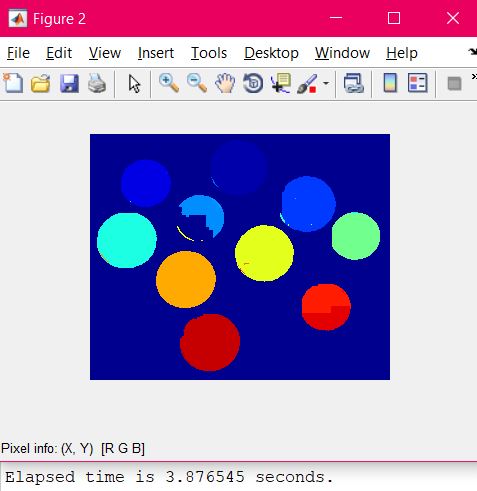 Figure 2
File Edit View Insert Tools Desktop Window Help
Pixel info: (X, Y) [R G B]
Elapsed time is 3.876545 seconds.